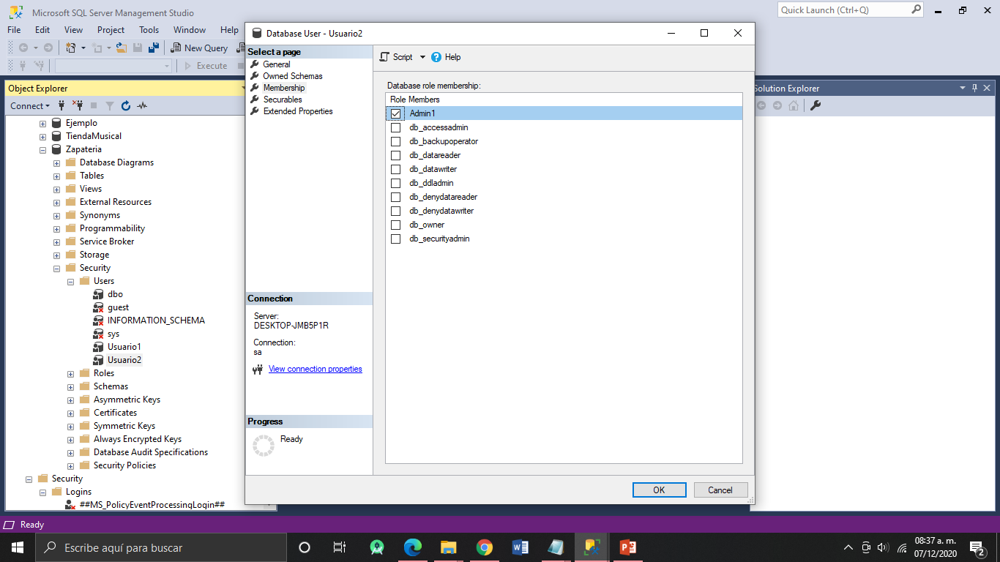 Microsoft SQL Server Management Studio
Quick Launch (Ctrl+Q)
File Edit View Project Tools Window Help
New Query
Execute
Object Explorer
Connect
Ejemplo
TiendaMusical
Zapateria
Database Diagrams
Tables
Views
External Resources
Synonyms
Programmability
Service Broker
Storage
Security
Users
dbo
guest
INFORMATION_SCHEMA
sys
Usuario1
Usuario2
Roles
Schemas
Asymmetric Keys
Certificates
Symmetric Keys
Always Encrypted Keys
Database Audit Specifications
Security Policies
Security
Logins
##MS_PolicyEventProcessingLogin##
Database User - Usuario2
Select a page
General
Owned Schemas
Membership
Securables
Extended Properties
Connection
Server:
DESKTOP-JMB5P1R
Connection:
sa
View connection properties
Progress
Ready
Script Help
Database role membership:
Role Members
Admin1
db_accessadmin
db_backupoperator
db_datareader
db_datawriter
db_ddladmin
db_denydatareader
db_denydatawriter
db_owner
db_securityadmin
OK Cancel
Solution Explorer
Ready
Escribe aquí para buscar
08:37 a. m.
07/12/2020
2